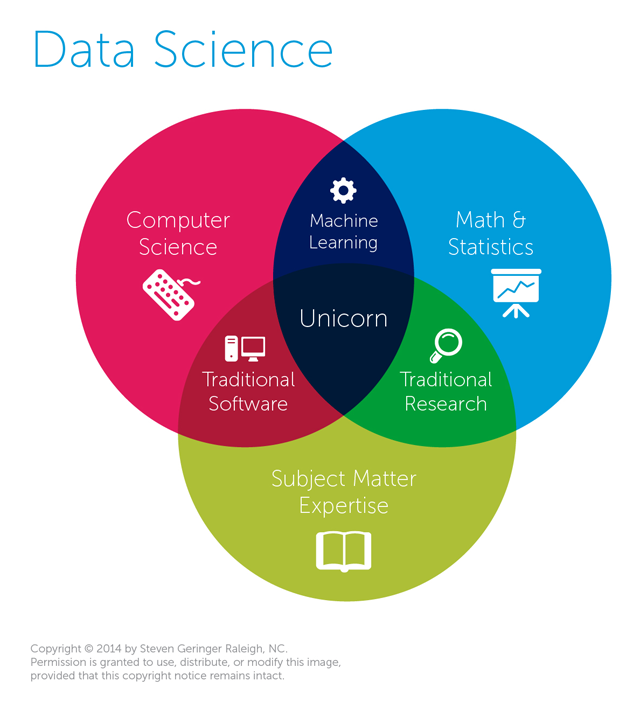 Data Science
Computer
Science
Machine
Learning
Math &
Statistics
Unicorn
Traditional
Software
Traditional
Research
Subject Matter
Expertise
Copyright © 2014 by Steven Geringer Raleigh, NC.
Permission is granted to use, distribute, or modify this image,
provided that this copyright notice remains intact.